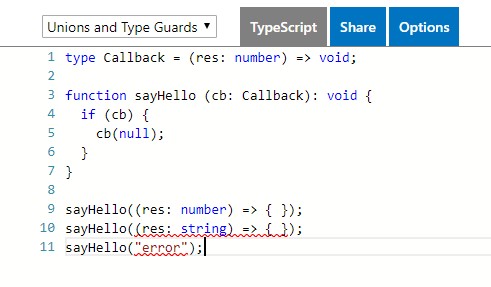 Unions and Type Guards ▼ TypeScript Share Options
1 type Callback = (res: number) => void;
2
3 function sayHello (cb: Callback): void {
4   if (cb) {
5     cb(null);
6   }
7 }
8
9 sayHello((res: number) => { });
10 sayHello((res: string) => { });
11 sayHello("error");